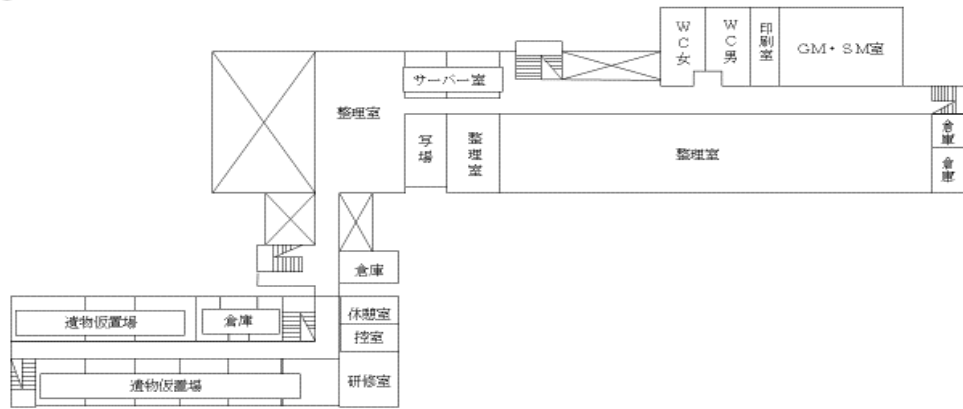 WC女
WC男
印刷室
GM・SM室
サーバー室
整理室
写場
整理室
整理室
倉庫
倉庫
倉庫
遺物仮置場
倉庫
休憩室
控室
遺物仮置場
研修室